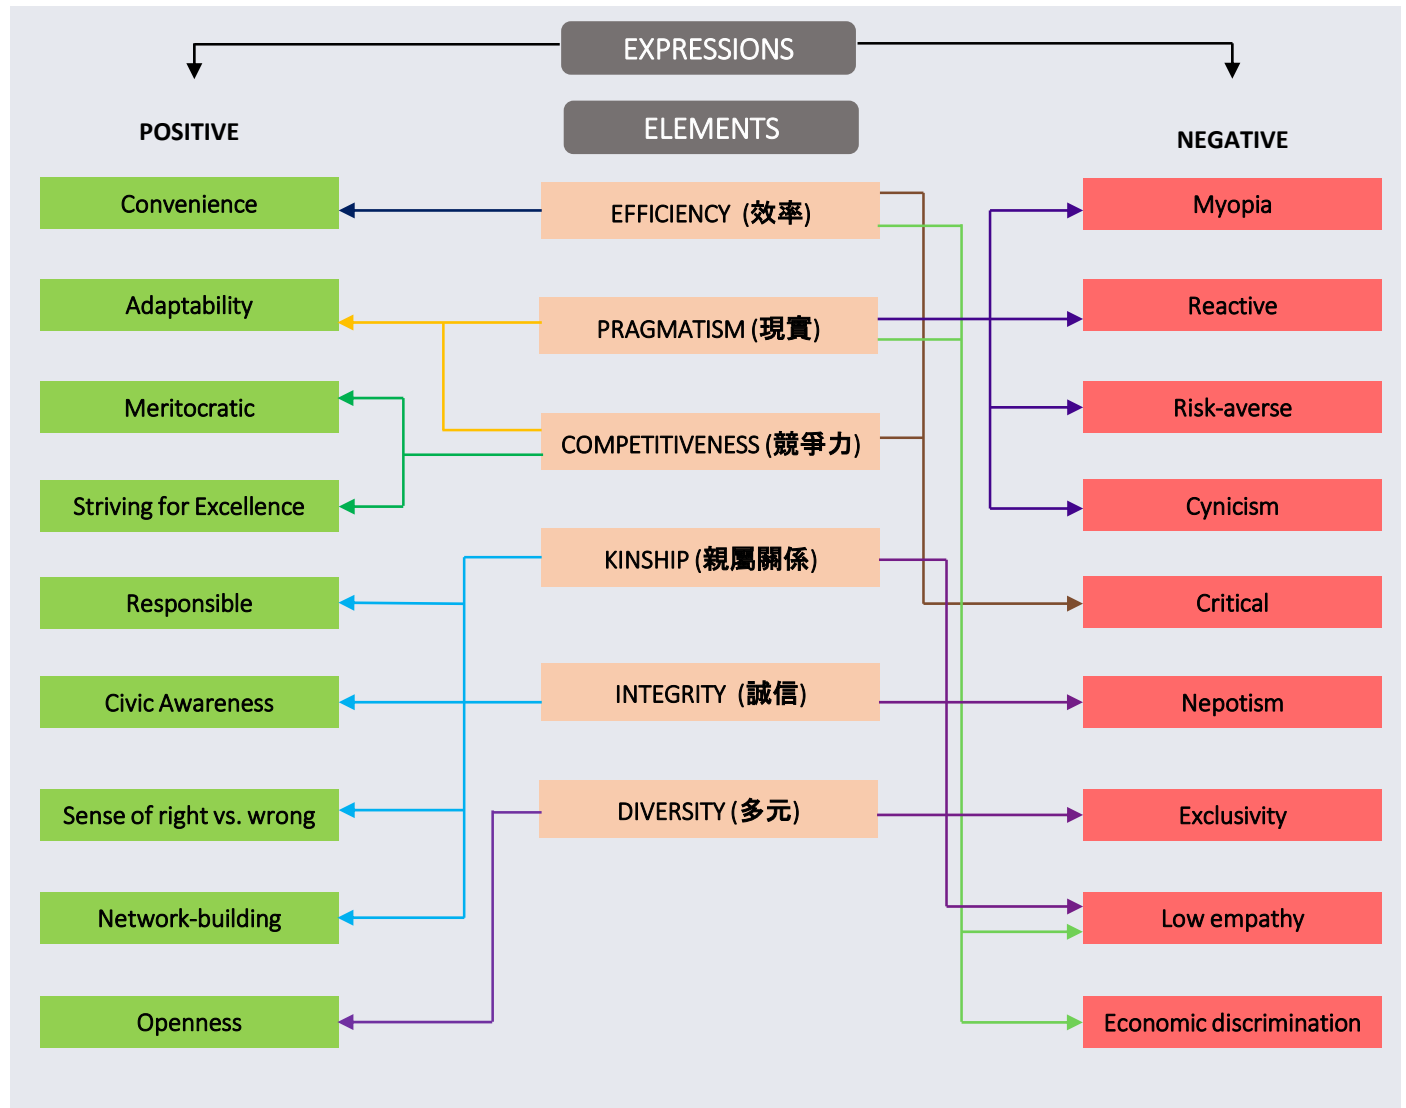 EXPRESSIONS
ELEMENTS
POSITIVE
Convenience
Adaptability
Meritocratic
Striving for Excellence
Responsible
Civic Awareness
Sense of right vs. wrong
Network-building
Openness
EFFICIENCY (效率)
PRAGMATISM (現實)
COMPETITIVENESS (競爭力)
KINSHIP (親屬關係)
INTEGRITY (誠信)
DIVERSITY (多元)
NEGATIVE
Myopia
Reactive
Risk-averse
Cynicism
Critical
Nepotism
Exclusivity
Low empathy
Economic discrimination